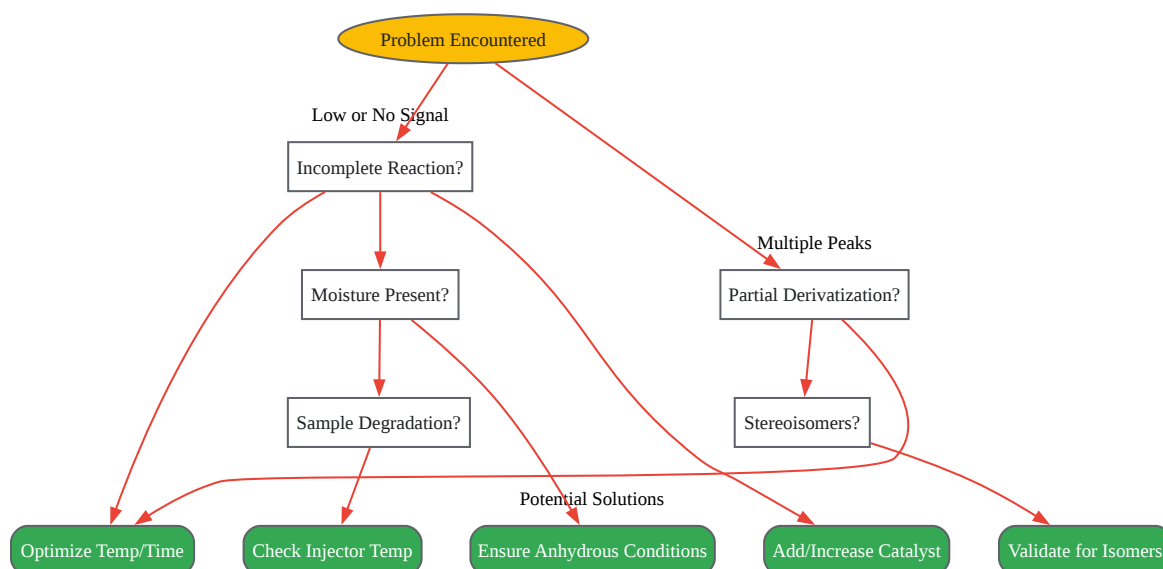 Problem Encountered
Low or No Signal
Incomplete Reaction?
Multiple Peaks
Moisture Present?
Partial Derivatization?
Sample Degradation?
Stereoisomers?
Potential Solutions
Optimize Temp/Time
Check Injector Temp
Ensure Anhydrous Conditions
Add/Increase Catalyst
Validate for Isomers